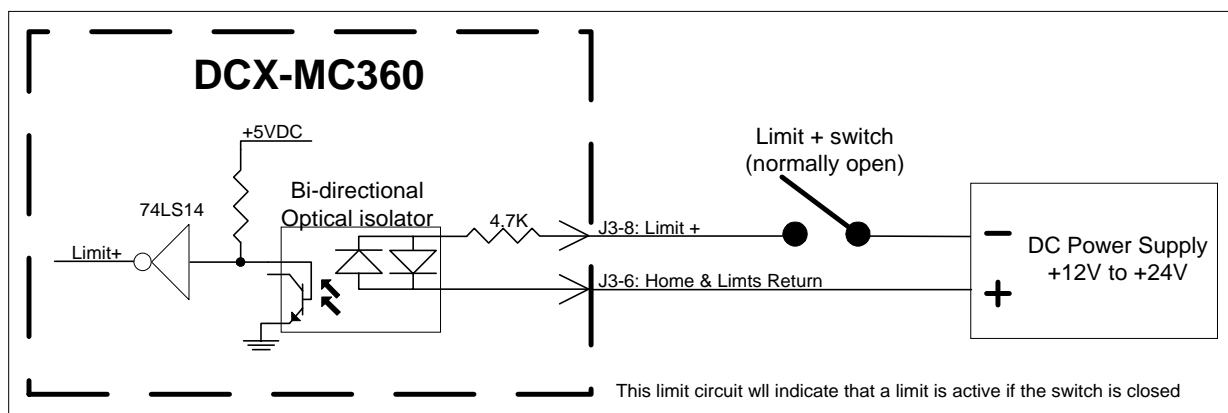 DCX-MC360
+5VDC
Bi-directional
Optical isolator
74LS14
4.7K
Limit+
J3-8: Limit +
J3-6: Home & Limts Return
Limit + switch
(normally open)
−
+
DC Power Supply
+12V to +24V
This limit circuit wll indicate that a limit is active if the switch is closed